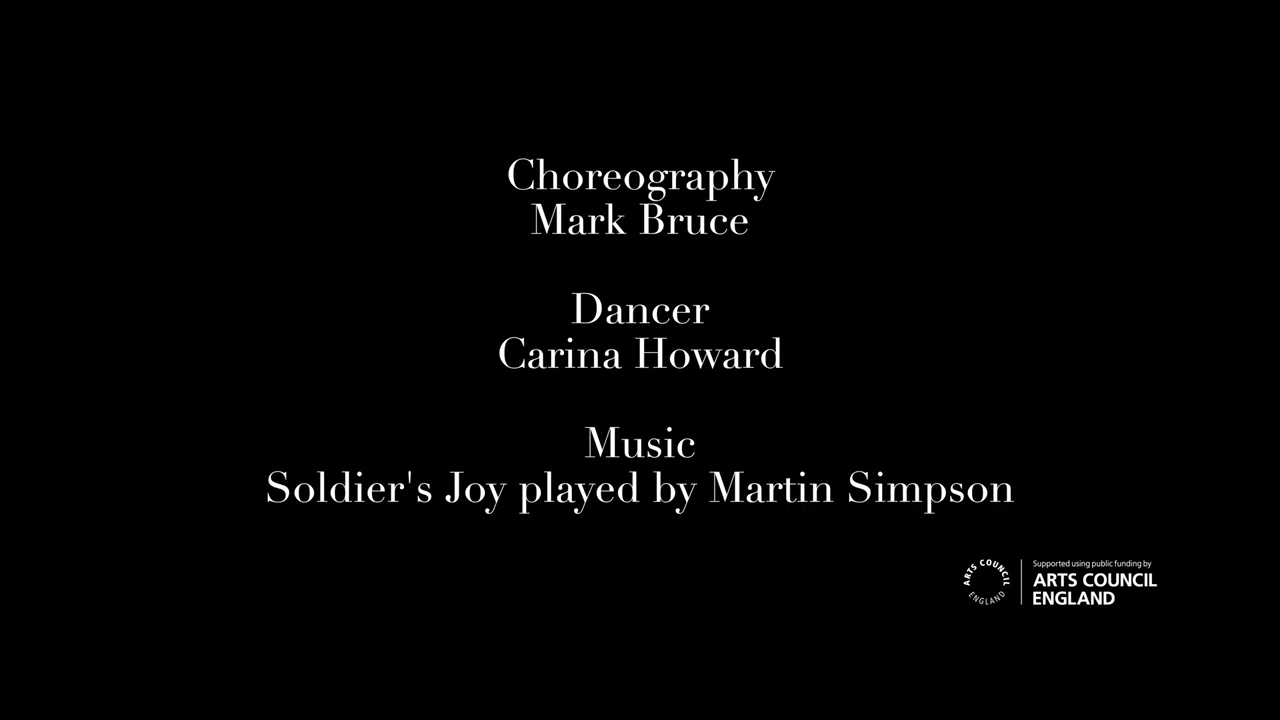 Choreography
Mark Bruce
Dancer
Carina Howard
Music
Soldier's Joy played by Martin Simpson
ARTS COUNCIL
ENGLAND
Supported using public funding by
ARTS COUNCIL
ENGLAND